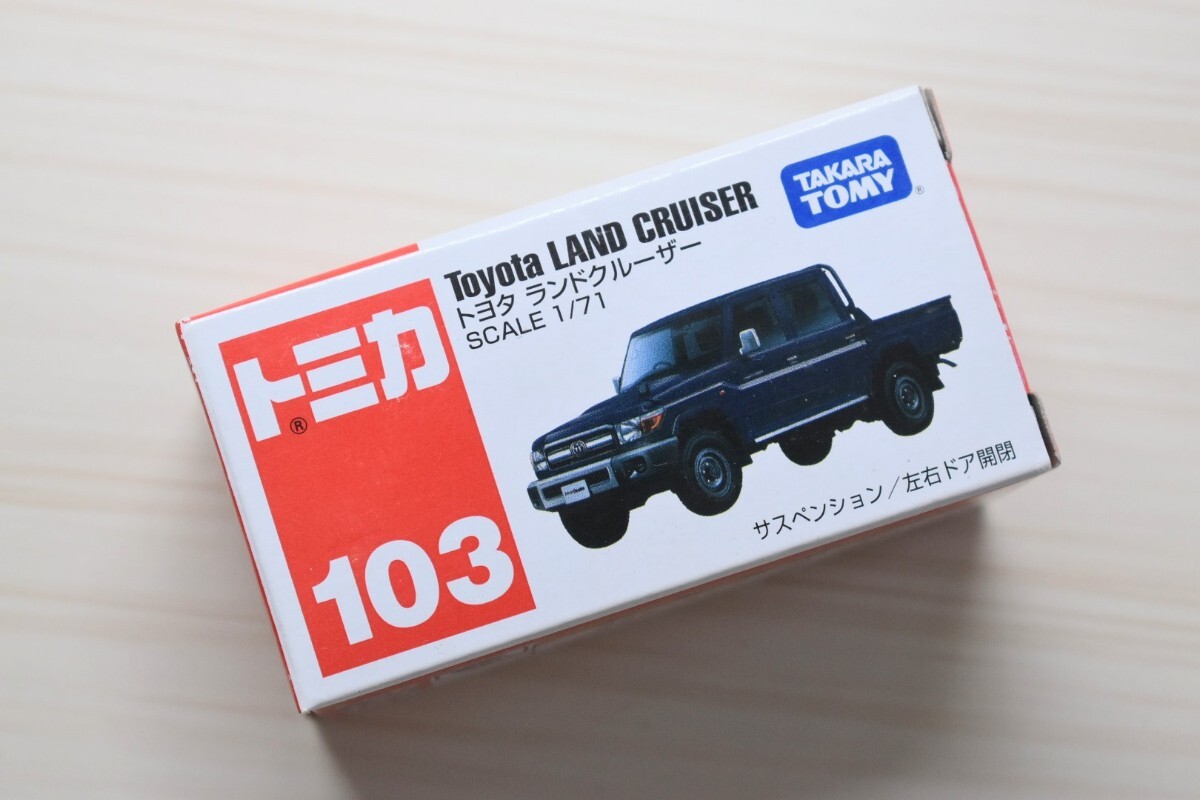 トミカ
®
103
Toyota LAND CRUISER
トヨタ ランドクルーザー
SCALE 1/71
TAKARA
TOMY
®
サスペンション/左右ドア開閉